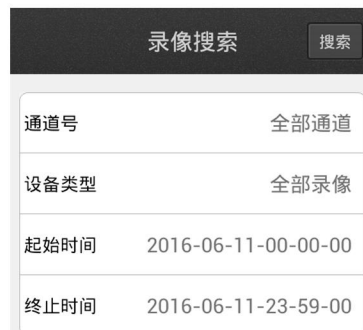 录像搜索 搜索
通道号 全部通道
设备类型 全部录像
起始时间 2016-06-11-00-00-00
终止时间 2016-06-11-23-59-00